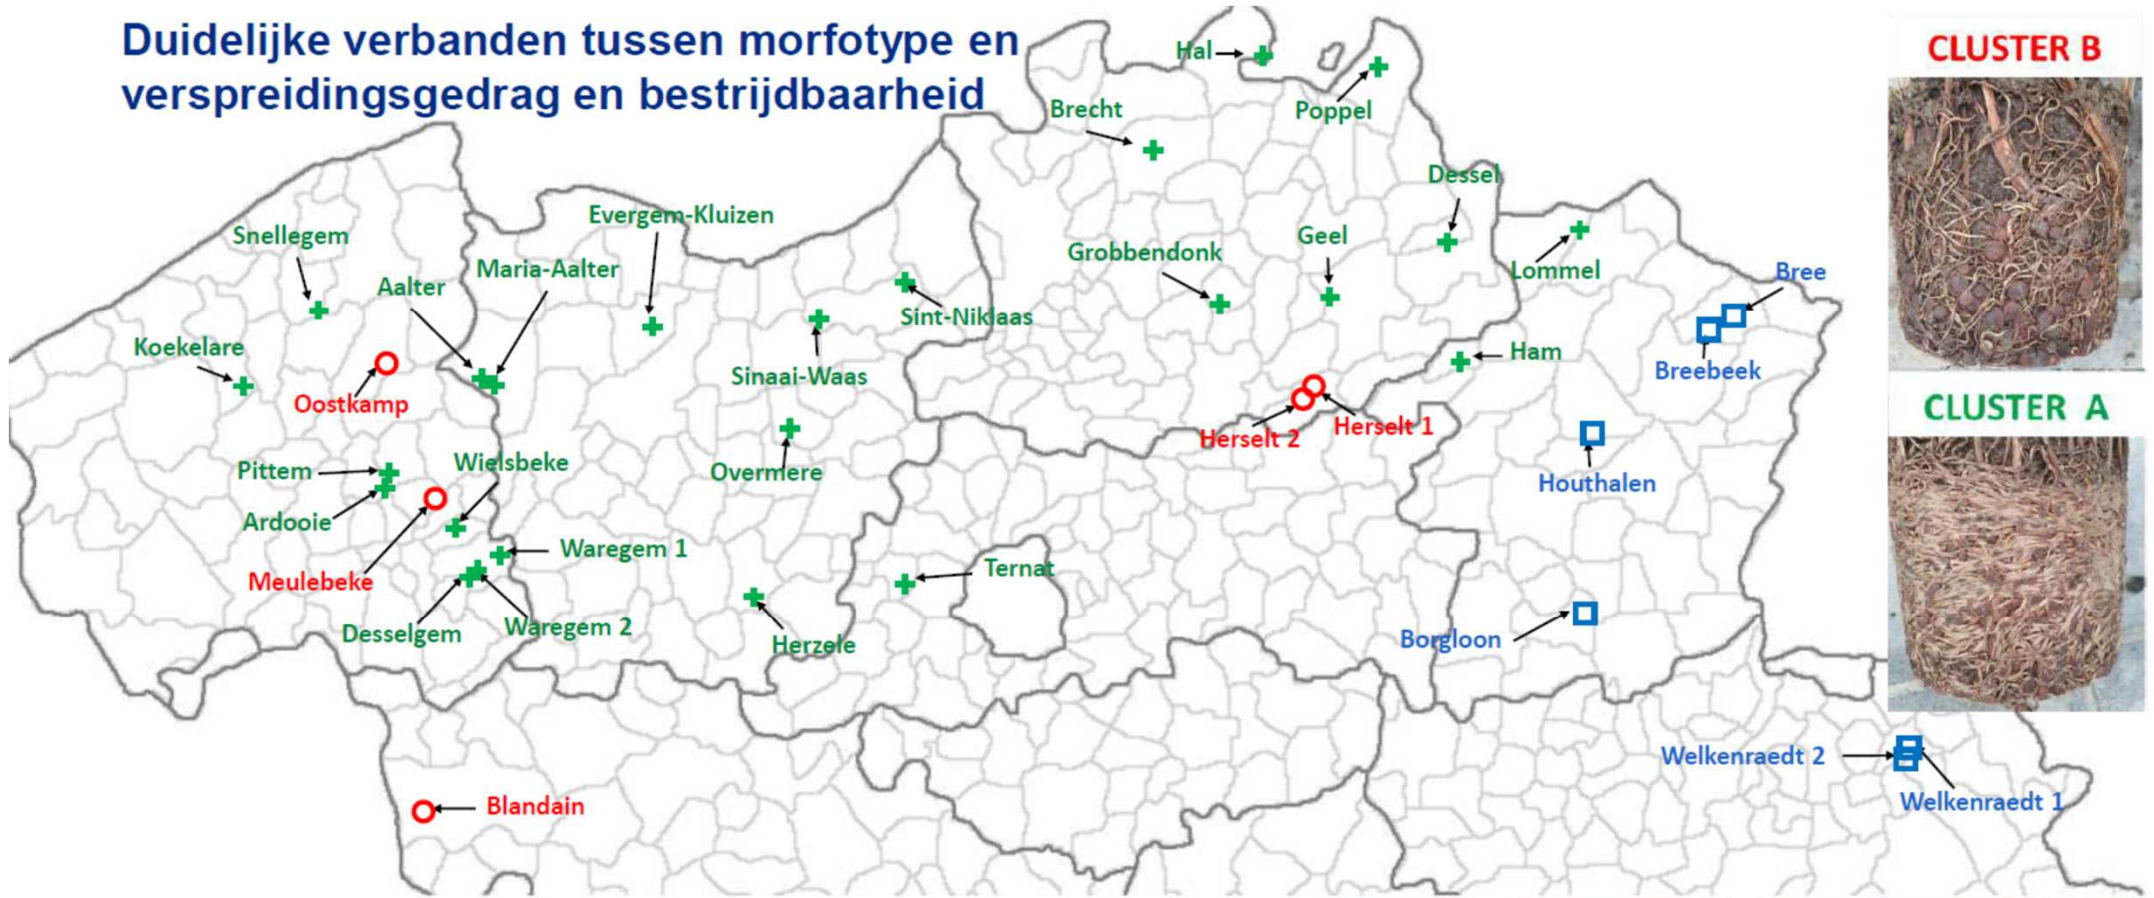 Duidelijke verbanden tussen morfotype en
verspreidingsgedrag en bestrijdbaarheid
CLUSTER B
CLUSTER A
Hal
Poppel
Brecht
Dessel
Evergem-Kluizen
Snellegem
Geel
Grobbendonk
Maria-Aalter
Lommel
Bree
Aalter
Sint-Niklaas
Koekelare
Ham
Sinaai-Waas
Breebeek
Oostkamp
Herselt 1
Herselt 2
Wielsbeke
Pittem
Overmere
Houthalen
Ardooie
Waregem 1
Ternat
Meulebeke
Waregem 2
Desselgem
Borgloon
Herzele
Welkenraedt 2
Welkenraedt 1
Blandain